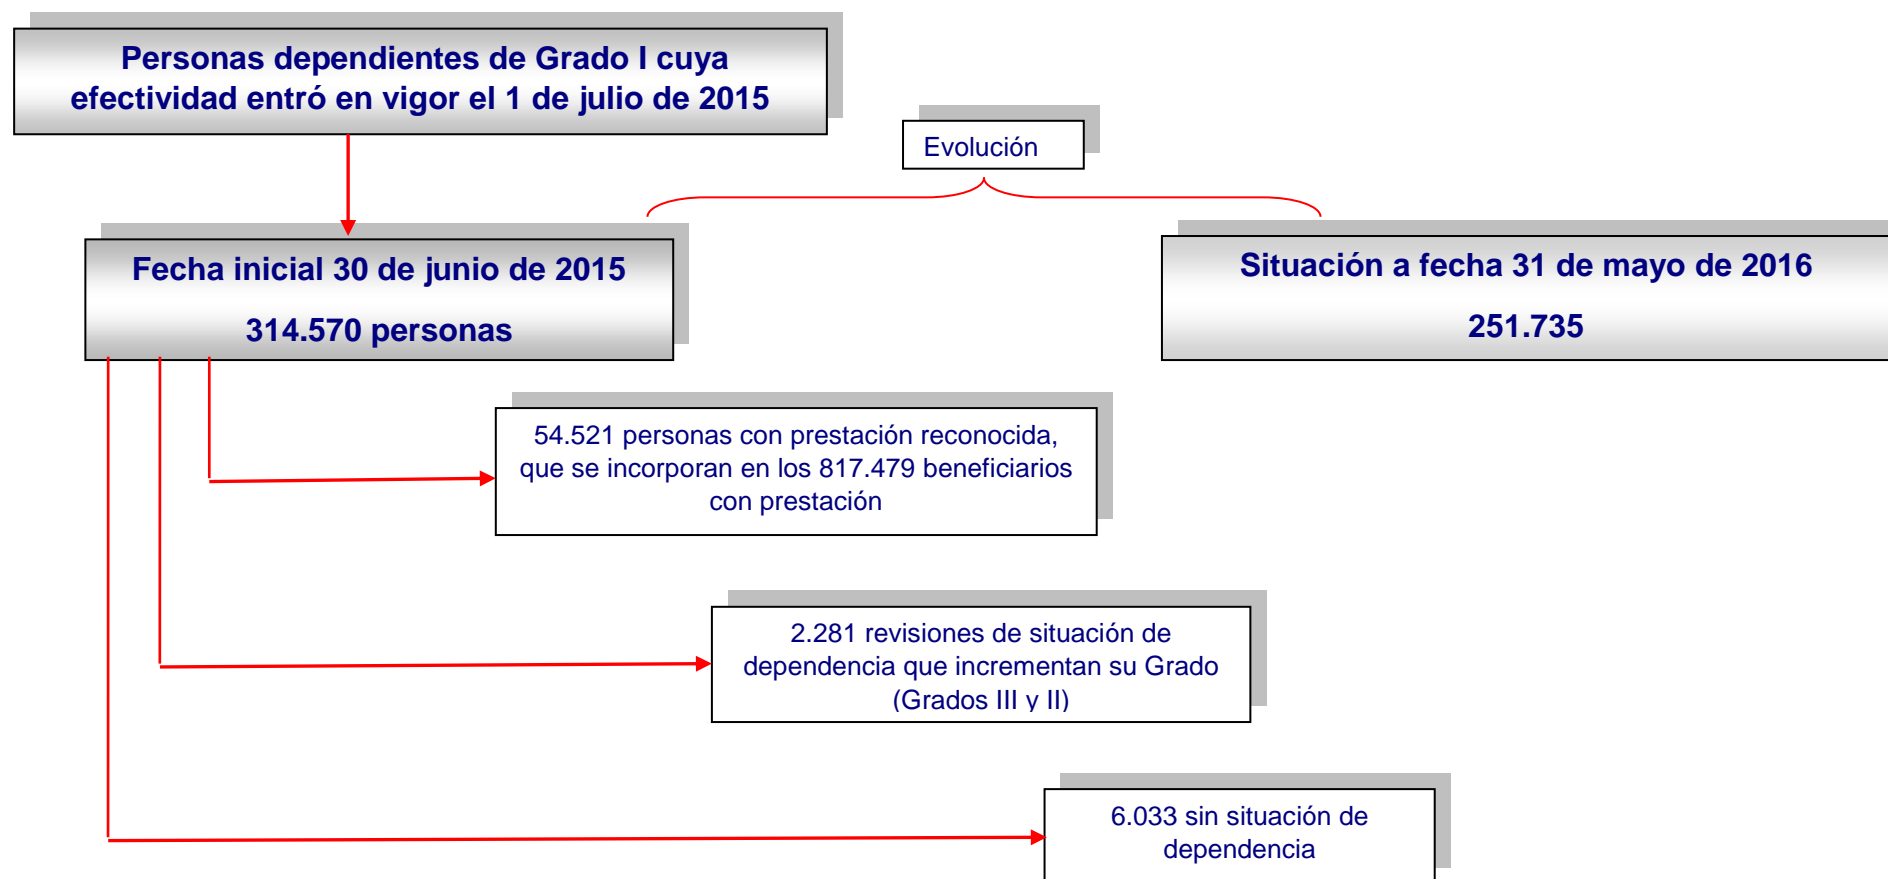 Personas dependientes de Grado I cuya
efectividad entró en vigor el 1 de julio de 2015
Evolución
Fecha inicial 30 de junio de 2015
314.570 personas
Situación a fecha 31 de mayo de 2016
251.735
54.521 personas con prestación reconocida,
que se incorporan en los 817.479 beneficiarios
con prestación
2.281 revisiones de situación de
dependencia que incrementan su Grado
(Grados III y II)
6.033 sin situación de
dependencia